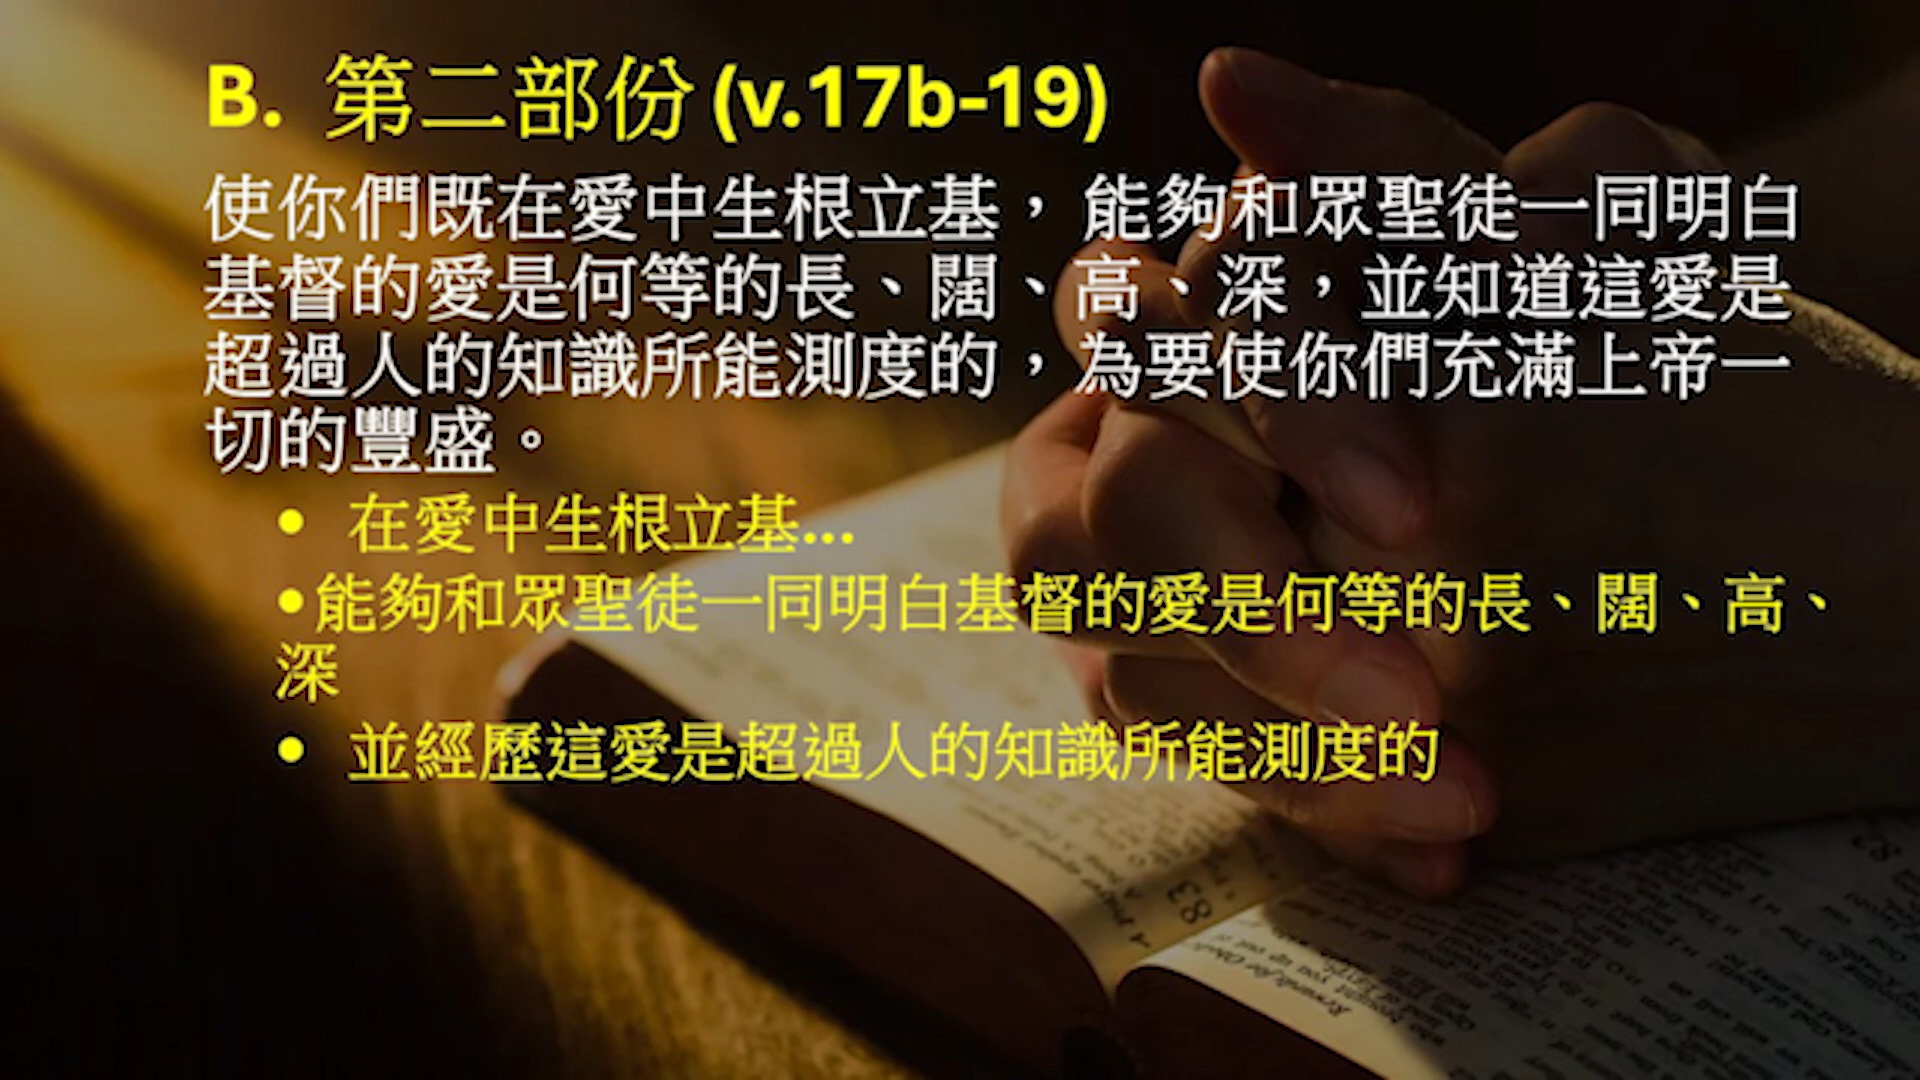 B. 第二部份 (v.17b-19)
使你們既在愛中生根立基，能夠和眾聖徒一同明白
基督的愛是何等的長、闊、高、深，並知道這愛是
超過人的知識所能測度的，為要使你們充滿上帝一
切的豐盛。
• 在愛中生根立基...
•能夠和眾聖徒一同明白基督的愛是何等的長、闊、高、
深
• 並經歷這愛是超過人的知識所能測度的
83
82